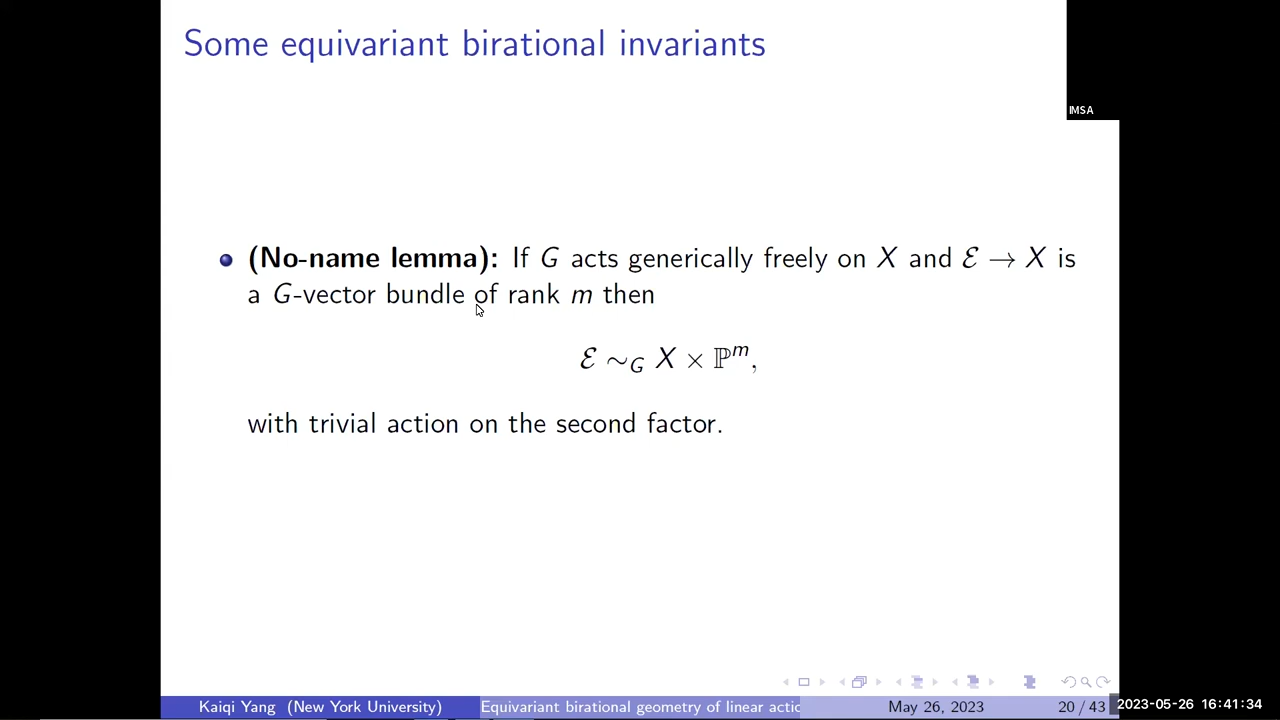 Some equivariant birational invariants
IMSA
(No-name lemma): If G acts generically freely on X and ℰ → X is
a G-vector bundle of rank m then
ℰ ∼_G X × ℙ^m,
with trivial action on the second factor.
Kaiqi Yang (New York University) Equivariant birational geometry of linear actio May 26, 2023 20 / 43
2023-05-26 16:41:34